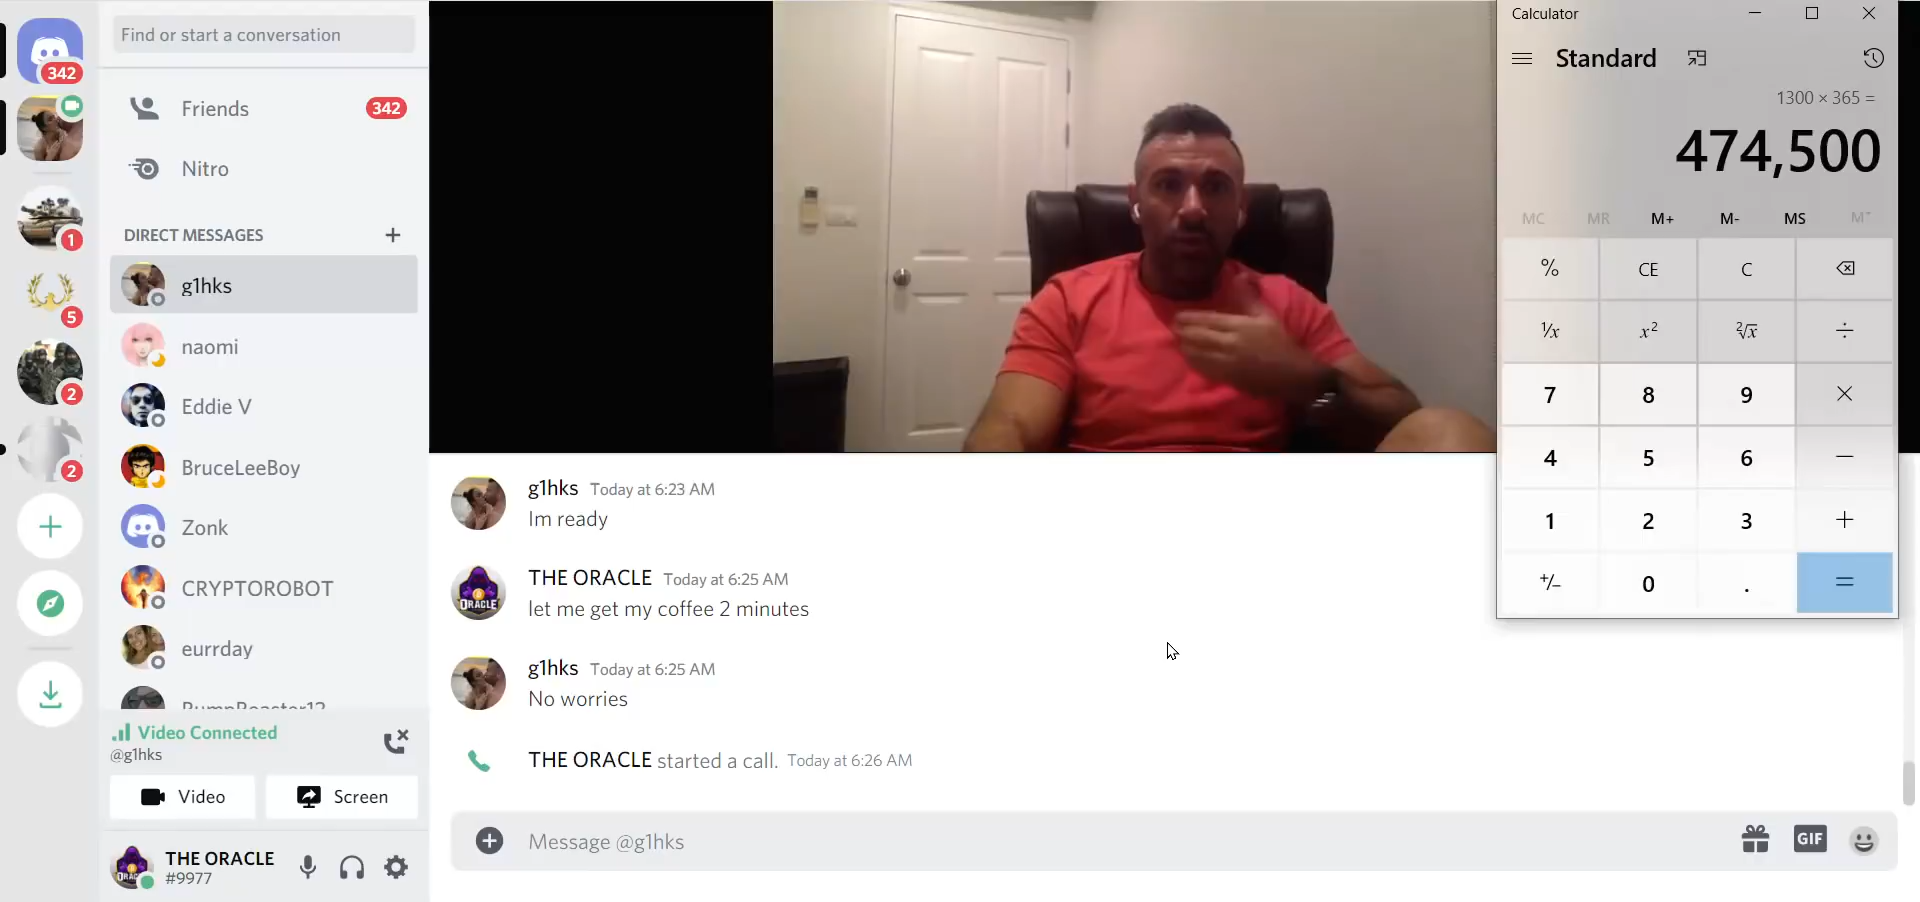 342
1
5
2
2
Find or start a conversation
Friends 342
Nitro
DIRECT MESSAGES
g1hks
naomi
Eddie V
BruceLeeBoy
Zonk
CRYPTOROBOT
eurrday
Video Connected
@g1hks
Video Screen
THE ORACLE
#9977
g1hks Today at 6:23 AM
Im ready
ORACLE
THE ORACLE Today at 6:25 AM
let me get my coffee 2 minutes
g1hks Today at 6:25 AM
No worries
THE ORACLE started a call. Today at 6:26 AM
Message @g1hks
GIF
Calculator
Standard
1300 × 365 =
474,500
MC MR M+ M- MS M˅
% CE C
¹/x x² ²√x ÷
7 8 9 ×
4 5 6 −
1 2 3 +
+/− 0 . =